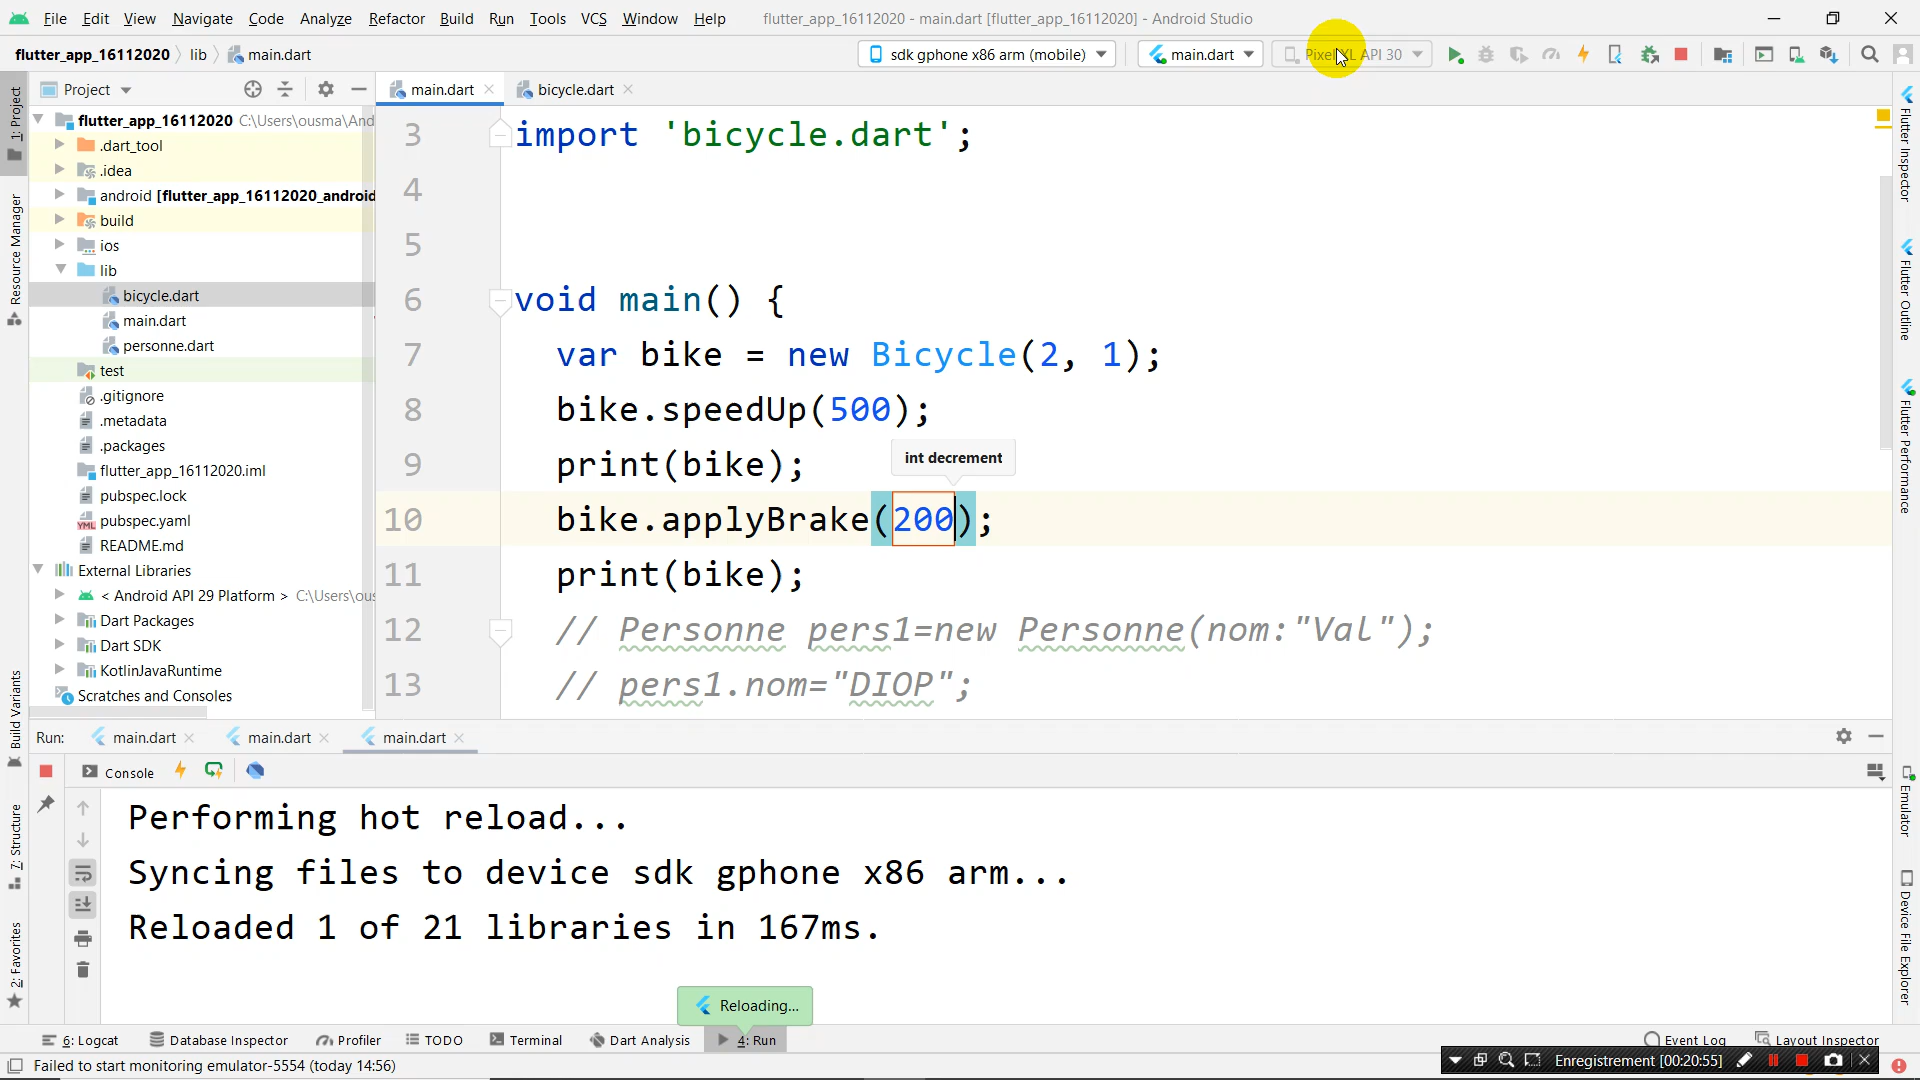 File Edit View Navigate Code Analyze Refactor Build Run Tools VCS Window Help flutter_app_16112020 - main.dart [flutter_app_16112020] - Android Studio
flutter_app_16112020 lib main.dart sdk gphone x86 arm (mobile) main.dart Pixel XL API 30
Project main.dart bicycle.dart
flutter_app_16112020 C:\Users\ousma\And
.dart_tool
.idea
android [flutter_app_16112020_android
build
ios
lib
bicycle.dart
main.dart
personne.dart
test
.gitignore
.metadata
.packages
flutter_app_16112020.iml
pubspec.lock
pubspec.yaml
README.md
External Libraries
< Android API 29 Platform > C:\Users\ous
Dart Packages
Dart SDK
KotlinJavaRuntime
Scratches and Consoles
1: Project
Resource Manager
Build Variants
7: Structure
2: Favorites
3 import 'bicycle.dart';
4
5
6 void main() {
7 var bike = new Bicycle(2, 1);
8 bike.speedUp(500);
9 print(bike);
int decrement
10 bike.applyBrake(200);
11 print(bike);
12 // Personne pers1=new Personne(nom:"Val");
13 // pers1.nom="DIOP";
Flutter Inspector
Flutter Outline
Flutter Performance
Emulator
Device File Explorer
Run: main.dart main.dart main.dart
Console
Performing hot reload...
Syncing files to device sdk gphone x86 arm...
Reloaded 1 of 21 libraries in 167ms.
Reloading...
6: Logcat Database Inspector Profiler TODO Terminal Dart Analysis 4: Run Event Log Layout Inspector
Failed to start monitoring emulator-5554 (today 14:56)
Enregistrement [00:20:55]